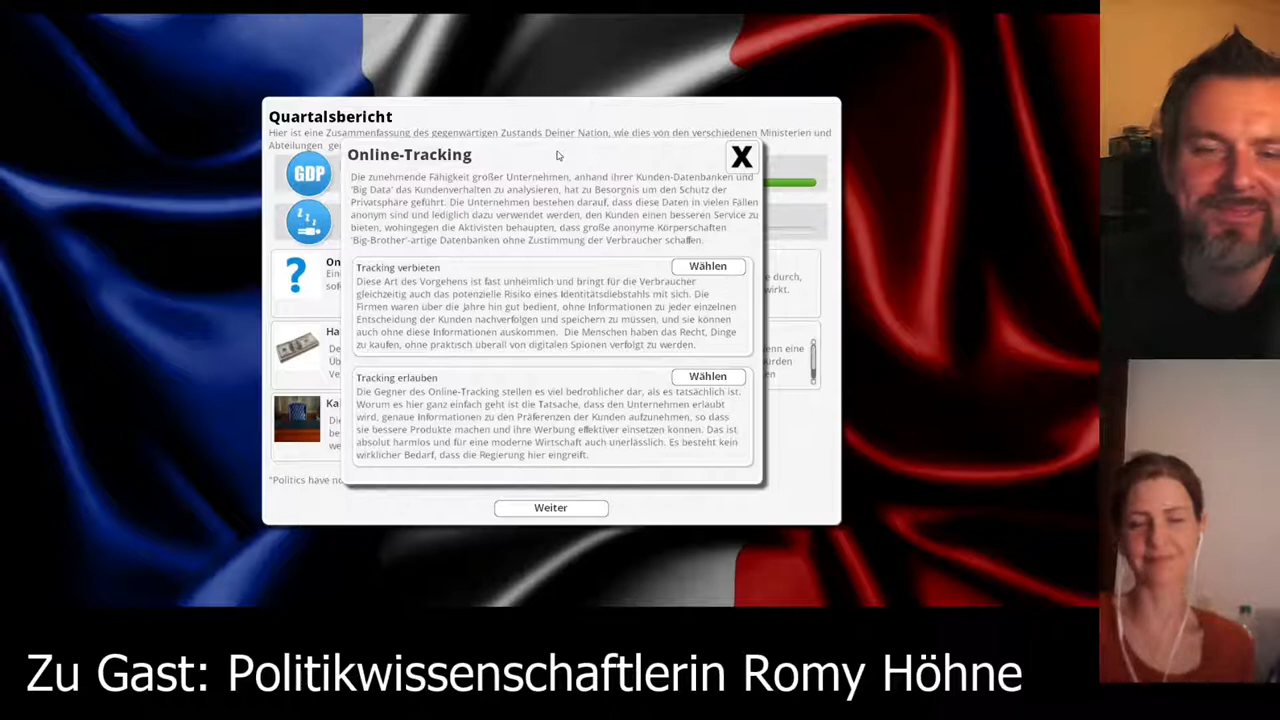 Quartalsbericht
Hier ist eine Zusammenfassung des gegenwärtigen Zustands Deiner Nation, wie dies von den verschiedenen Ministerien und
Abteilungen
Online-Tracking
X
Die zunehmende Fähigkeit großer Unternehmen, anhand ihrer Kunden-Datenbanken und
'Big Data' das Kundenverhalten zu analysieren, hat zu Besorgnis um den Schutz der
Privatsphäre geführt. Die Unternehmen bestehen darauf, dass diese Daten in vielen Fällen
anonym sind und lediglich dazu verwendet werden, den Kunden einen besseren Service zu
bieten, wohingegen die Aktivisten behaupten, dass große anonyme Körperschaften
'Big-Brother'-artige Datenbanken ohne Zustimmung der Verbraucher schaffen.
GDP
Tracking verbieten
Wählen
Diese Art des Vorgehens ist fast unheimlich und bringt für die Verbraucher
gleichzeitig auch das potenzielle Risiko eines Identitätsdiebstahls mit sich. Die
Firmen waren über die Jahre hin gut bedient, ohne Informationen zu jeder einzelnen
Entscheidung der Kunden nachverfolgen und speichern zu müssen, und sie können
auch ohne diese Informationen auskommen. Die Menschen haben das Recht, Dinge
zu kaufen, ohne praktisch überall von digitalen Spionen verfolgt zu werden.
Tracking erlauben
Wählen
Die Gegner des Online-Tracking stellen es viel bedrohlicher dar, als es tatsächlich ist.
Worum es hier ganz einfach geht ist die Tatsache, dass den Unternehmen erlaubt
wird, genaue Informationen zu den Präferenzen der Kunden aufzunehmen, so dass
sie bessere Produkte machen und ihre Werbung effektiver einsetzen können. Das ist
absolut harmlos und für eine moderne Wirtschaft auch unerlässlich. Es besteht kein
wirklicher Bedarf, dass die Regierung hier eingreift.
durch,
wirkt.
"Politics have
Weiter
Zu Gast: Politikwissenschaftlerin Romy Höhne